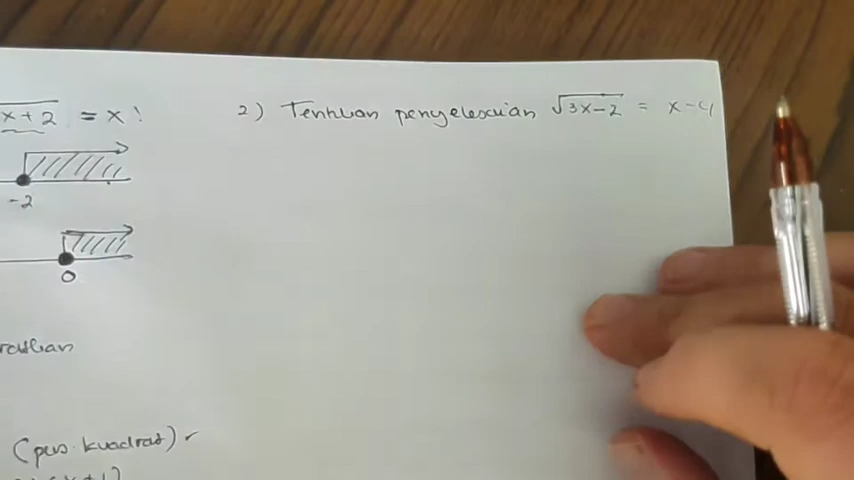 x+2 = x!
2) Tentukan penyelesaian √3x-2 = x-4
-2
0
(pers. kuadrat) ✓